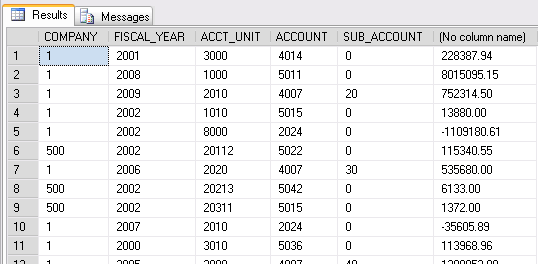 Results Messages
COMPANY FISCAL_YEAR ACCT_UNIT ACCOUNT SUB_ACCOUNT (No column name)
1 1 2001 3000 4014 0 228387.94
2 1 2008 1000 5011 0 8015095.15
3 1 2009 2010 4007 20 752314.50
4 1 2002 1010 5015 0 13880.00
5 1 2002 8000 2024 0 -1109180.61
6 500 2002 20112 5022 0 115340.55
7 1 2006 2020 4007 30 535680.00
8 500 2002 20213 5042 0 6133.00
9 500 2002 20311 5015 0 1372.00
10 1 2007 2010 2024 0 -35605.89
11 1 2000 3010 5036 0 113968.96